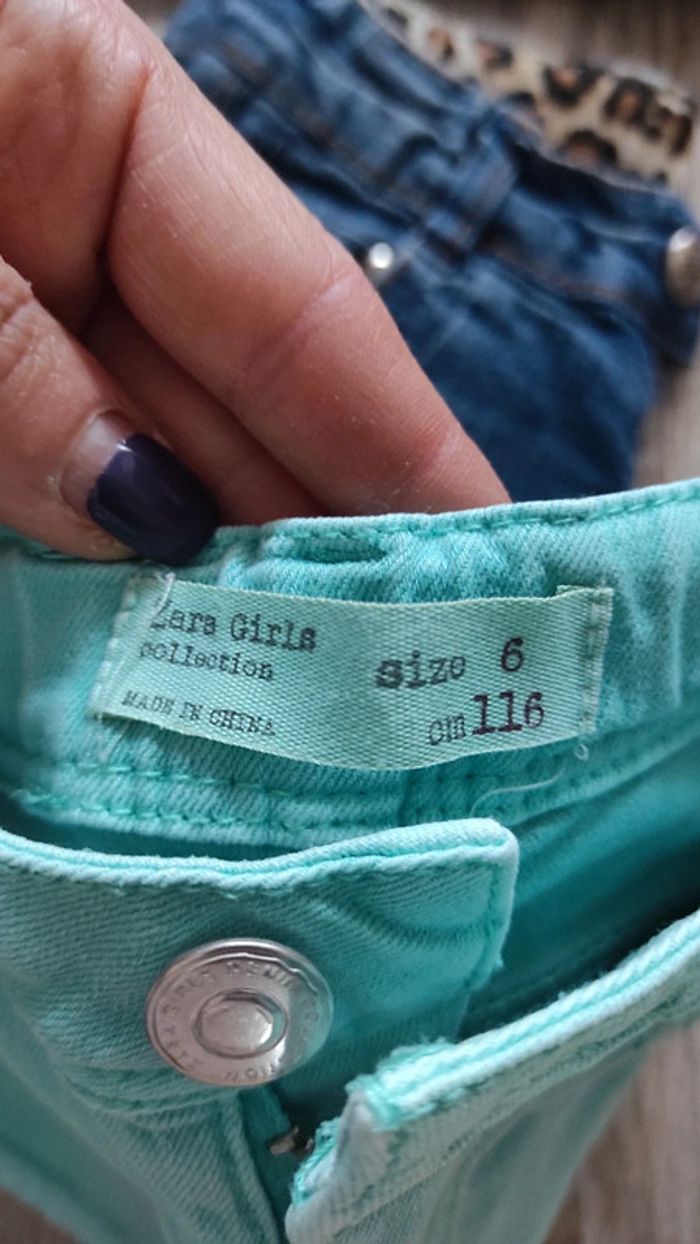 Zara Girls
collection
MADE IN CHINA
size 6
cm 116